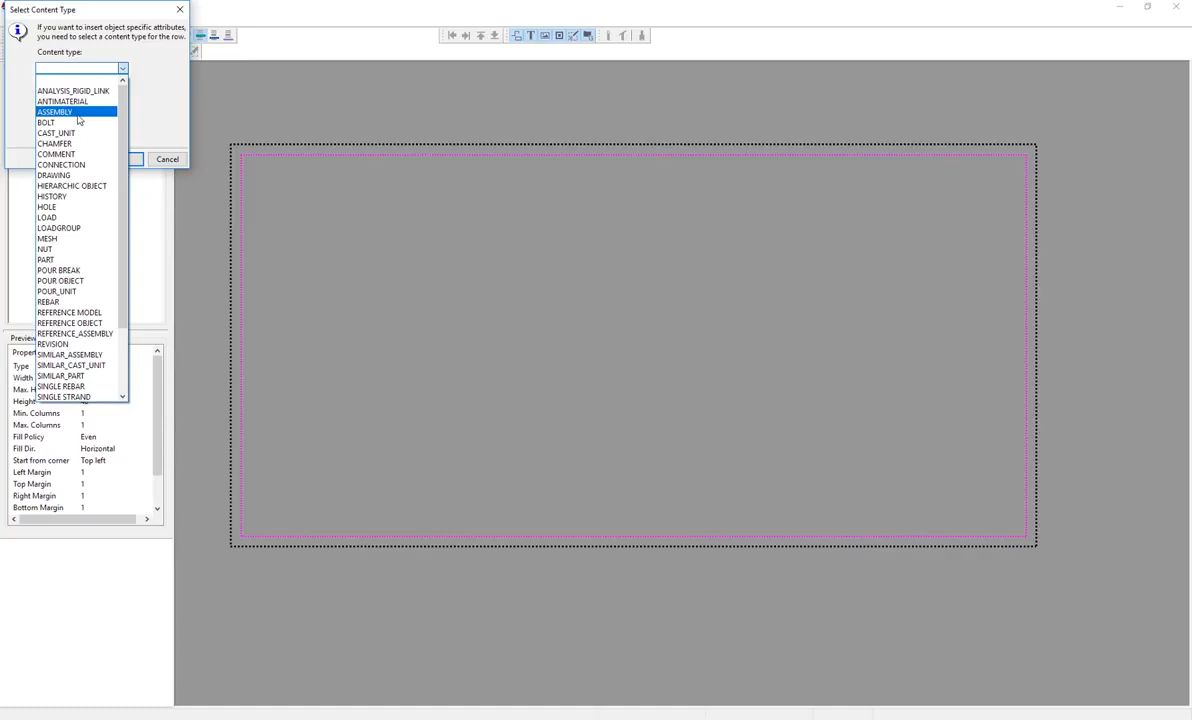 Select Content Type
If you want to insert object specific attributes,
you need to select a content type for the row.
Content type:
ANALYSIS_RIGID_LINK
ANTIMATERIAL
ASSEMBLY
BOLT
CAST_UNIT
CHAMFER
COMMENT
Cancel
CONNECTION
DRAWING
HIERARCHIC OBJECT
HISTORY
HOLE
LOAD
LOADGROUP
MESH
NUT
PART
POUR BREAK
POUR OBJECT
POUR_UNIT
REBAR
REFERENCE MODEL
REFERENCE OBJECT
REFERENCE_ASSEMBLY
REVISION
SIMILAR_ASSEMBLY
SIMILAR_CAST_UNIT
SIMILAR_PART
SINGLE REBAR
SINGLE STRAND
Preview
Type
Width
Max. H
Height
Min. Columns 1
Max. Columns 1
Fill Policy Even
Fill Dir. Horizontal
Start from corner Top left
Left Margin 1
Top Margin 1
Right Margin 1
Bottom Margin 1